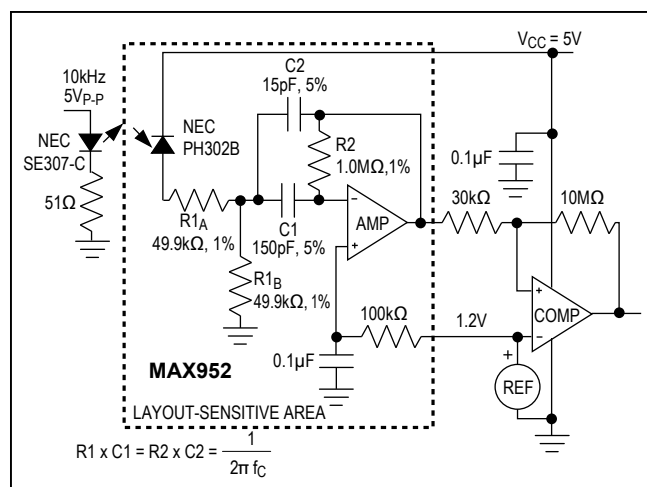 VCC = 5V
10kHz
5VP-P
C2
15pF, 5%
NEC
SE307-C
NEC
PH302B
R2
1.0MΩ,1%
0.1µF
51Ω
R1A
49.9kΩ, 1%
C1
150pF, 5%
−
AMP
+
30kΩ
10MΩ
R1B
49.9kΩ, 1%
+
COMP
−
100kΩ
1.2V
0.1µF
MAX952
+
REF
LAYOUT-SENSITIVE AREA
R1 x C1 = R2 x C2 = 1 / 2π fC